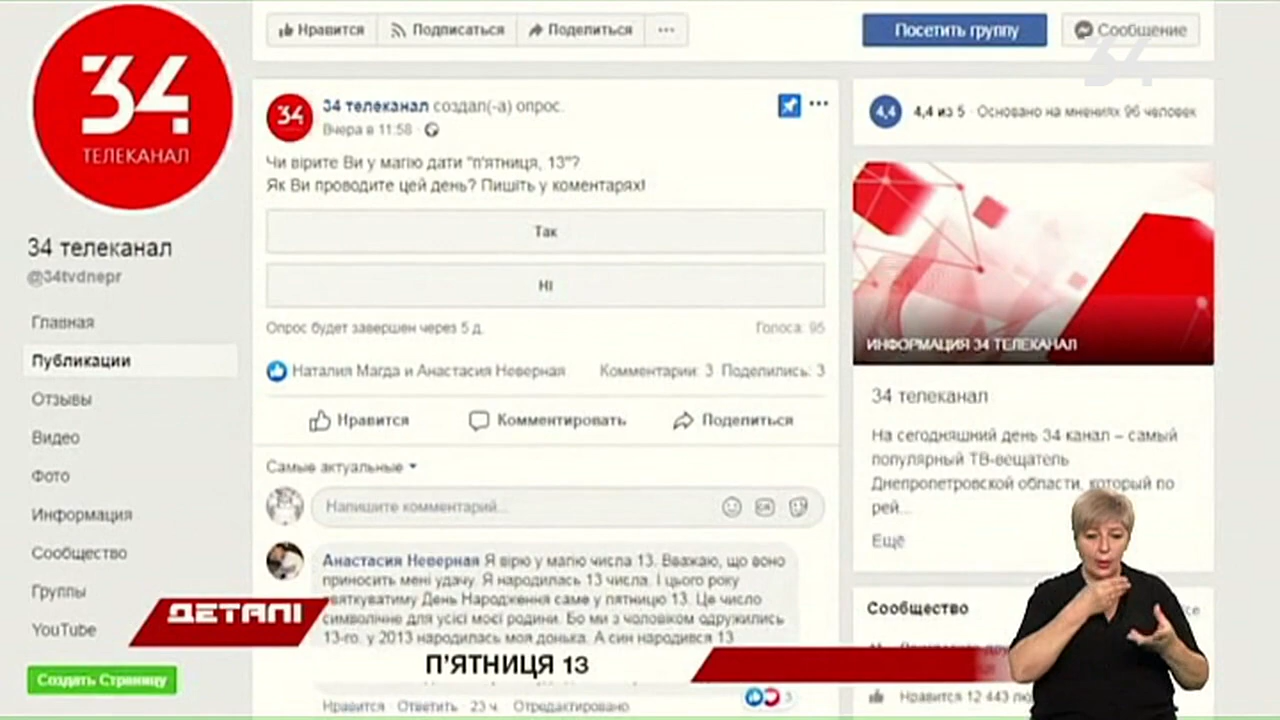 34
ТЕЛЕКАНАЛ
34 телеканал
@34tvdnepr
Главная
Публикации
Отзывы
Видео
Фото
Информация
Сообщество
Группы
YouTube
Создать Страницу
Нравится
Подписаться
Поделиться
...
Посетить группу
Сообщение
34
34
34 телеканал создал(-а) опрос.
Вчера в 11:58
Чи вірите Ви у магію дати "п'ятниця, 13"?
Як Ви проводите цей день? Пишіть у коментарях!
Так
Ні
Опрос будет завершен через 5 д.
Голоса: 95
Наталия Магда и Анастасия Неверная
Комментарии: 3 Поделились: 3
Нравится
Комментировать
Поделиться
Самые актуальные
Напишите комментарий...
GIF
Анастасия Неверная Я вірю у магію числа 13. Вважаю, що воно
приносить мені удачу. Я народилась 13 числа. І цього року
святкуватиму День Народження саме у пятницю 13. Це число
символічне для усієї моєї родини. Бо ми з чоловіком одружились
13-го. у 2013 народилась моя донька. А син народився 13
Нравится Ответить 23 ч Отредактировано
3
4,4
4,4 из 5 · Основано на мнениях 96 человек
ИНФОРМАЦИЯ 34 ТЕЛЕКАНАЛ
34 телеканал
На сегодняшний день 34 канал – самый
популярный ТВ-вещатель
Днепропетровской области, который по
рей...
Ещё
Сообщество
Нравится 12 443
ДЕТАЛІ
П'ЯТНИЦЯ 13